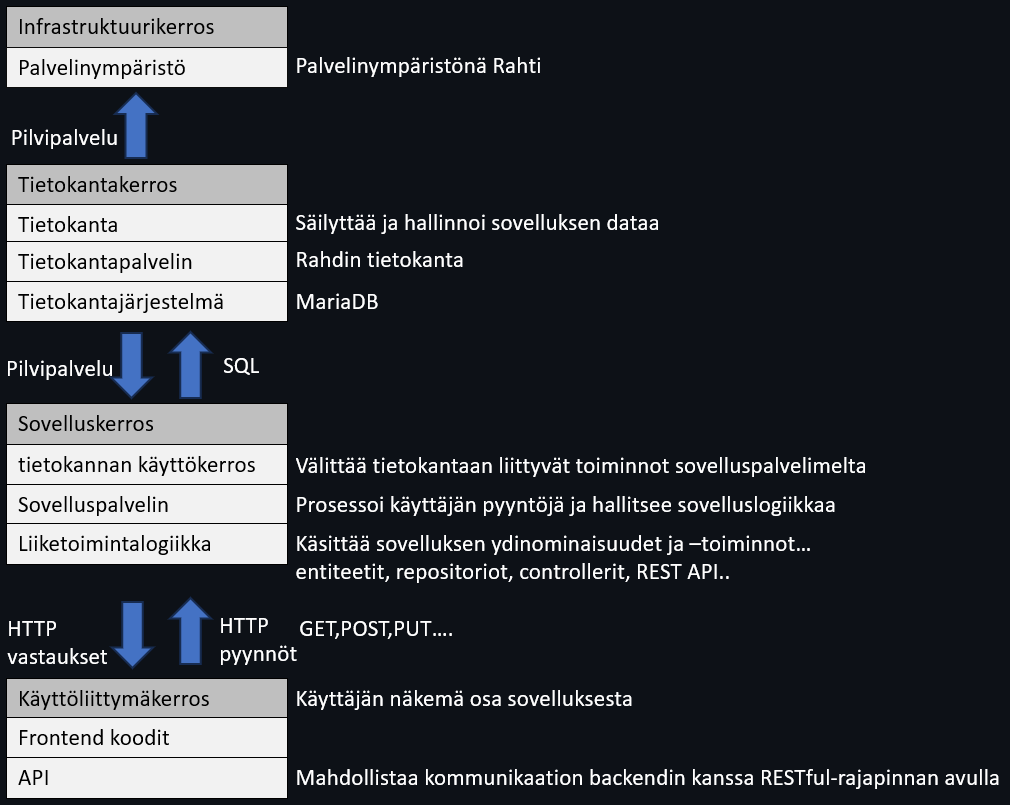 Infrastruktuurikerros
Palvelinympäristö
Palvelinympäristönä Rahti
Pilvipalvelu
Tietokantakerros
Tietokanta
Säilyttää ja hallinnoi sovelluksen dataa
Tietokantapalvelin
Rahdin tietokanta
Tietokantajärjestelmä
MariaDB
Pilvipalvelu
SQL
Sovelluskerros
tietokannan käyttökerros
Välittää tietokantaan liittyvät toiminnot sovelluspalvelimelta
Sovelluspalvelin
Prosessoi käyttäjän pyyntöjä ja hallitsee sovelluslogiikkaa
Liiketoimintalogiikka
Käsittää sovelluksen ydinominaisuudet ja –toiminnot...
entiteetit, repositoriot, controllerit, REST API..
HTTP
vastaukset
HTTP
pyynnöt
GET,POST,PUT....
Käyttöliittymäkerros
Käyttäjän näkemä osa sovelluksesta
Frontend koodit
API
Mahdollistaa kommunikaation backendin kanssa RESTful-rajapinnan avulla